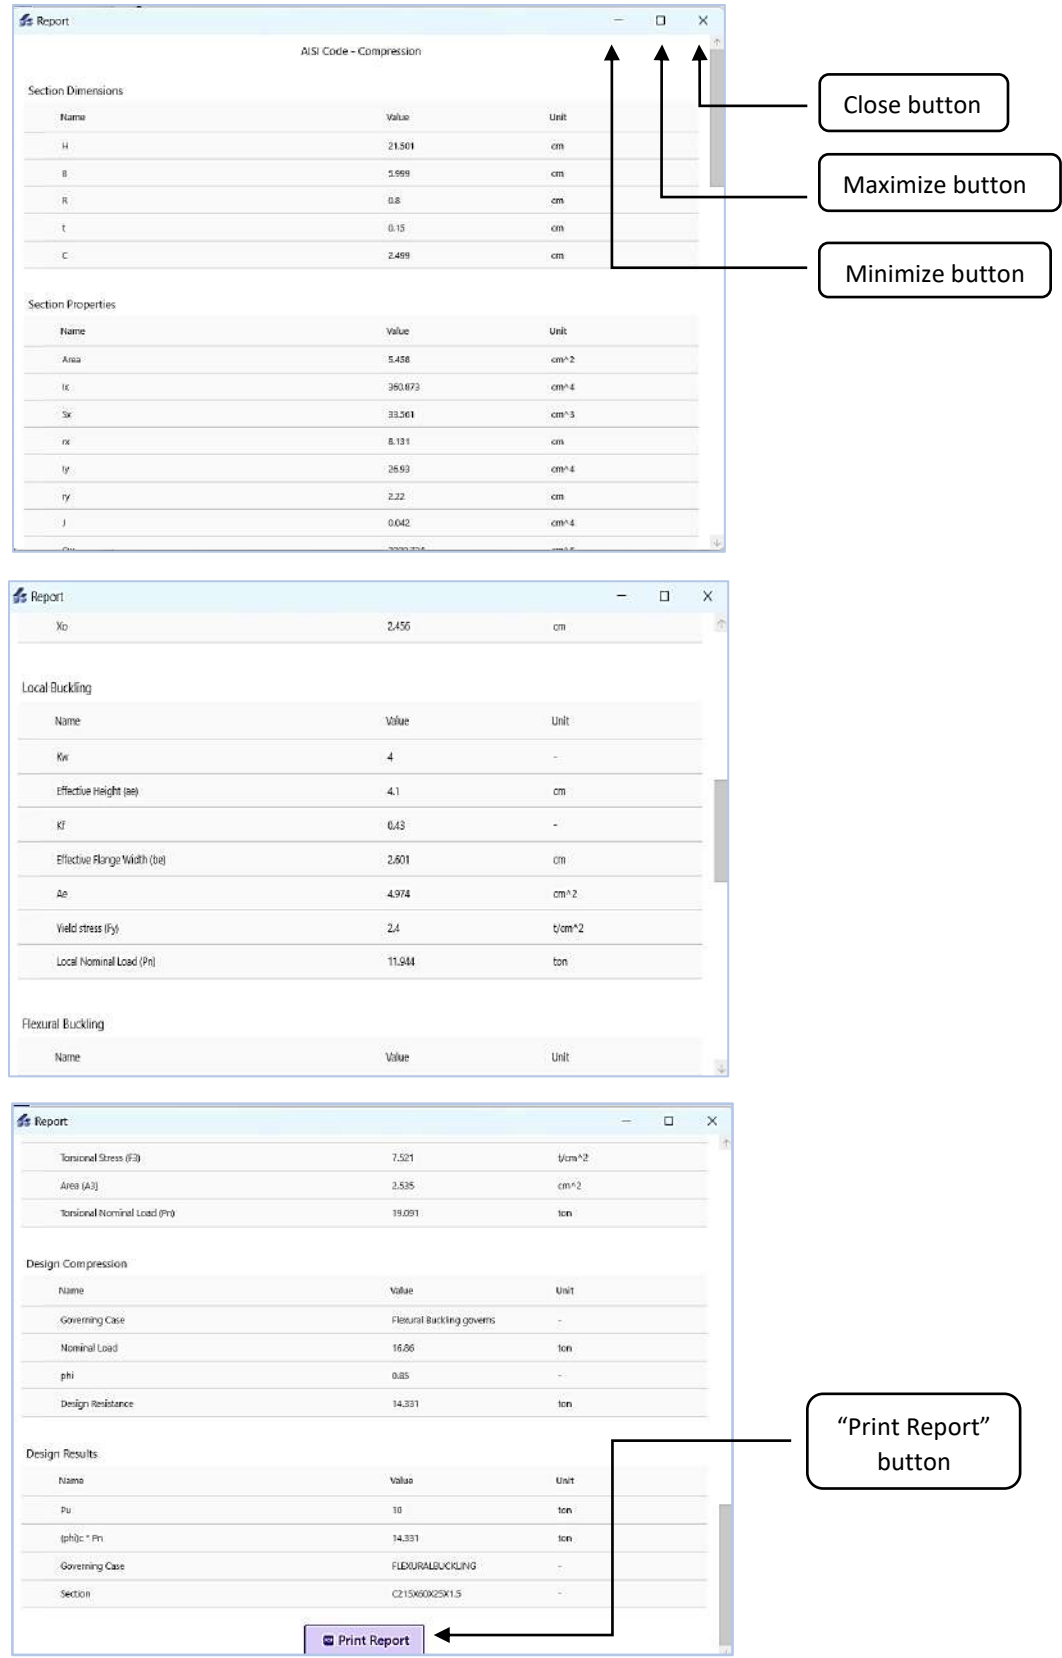 Report
AISI Code - Compression
Section Dimensions
Name Value Unit
H 21.501 cm
B 5.999 cm
R 0.8 cm
t 0.15 cm
C 2.499 cm
Section Properties
Name Value Unit
Area 5.458 cm^2
Ix 360.873 cm^4
Sx 33.561 cm^3
rx 8.131 cm
Iy 26.93 cm^4
ry 2.22 cm
J 0.042 cm^4
Close button
Maximize button
Minimize button
Report
Xo 2.456 cm
Local Buckling
Name Value Unit
Kw 4 -
Effective Height (ae) 4.1 cm
Kf 0.43 -
Effective Flange Width (be) 2.601 cm
Ae 4.974 cm^2
Yield stress (Fy) 2.4 t/cm^2
Local Nominal Load (Pn) 11.944 ton
Flexural Buckling
Name Value Unit
Report
Torsional Stress (F3) 7.521 t/cm^2
Area (A3) 2.535 cm^2
Torsional Nominal Load (Pn) 19.091 ton
Design Compression
Name Value Unit
Governing Case Flexural Buckling governs -
Nominal Load 16.86 ton
phi 0.85 -
Design Resistance 14.331 ton
Design Results
Name Value Unit
Pu 10 ton
(phi)c * Pn 14.331 ton
Governing Case FLEXURALBUCKLING -
Section C215X60X25X1.5 -
Print Report
“Print Report”
button